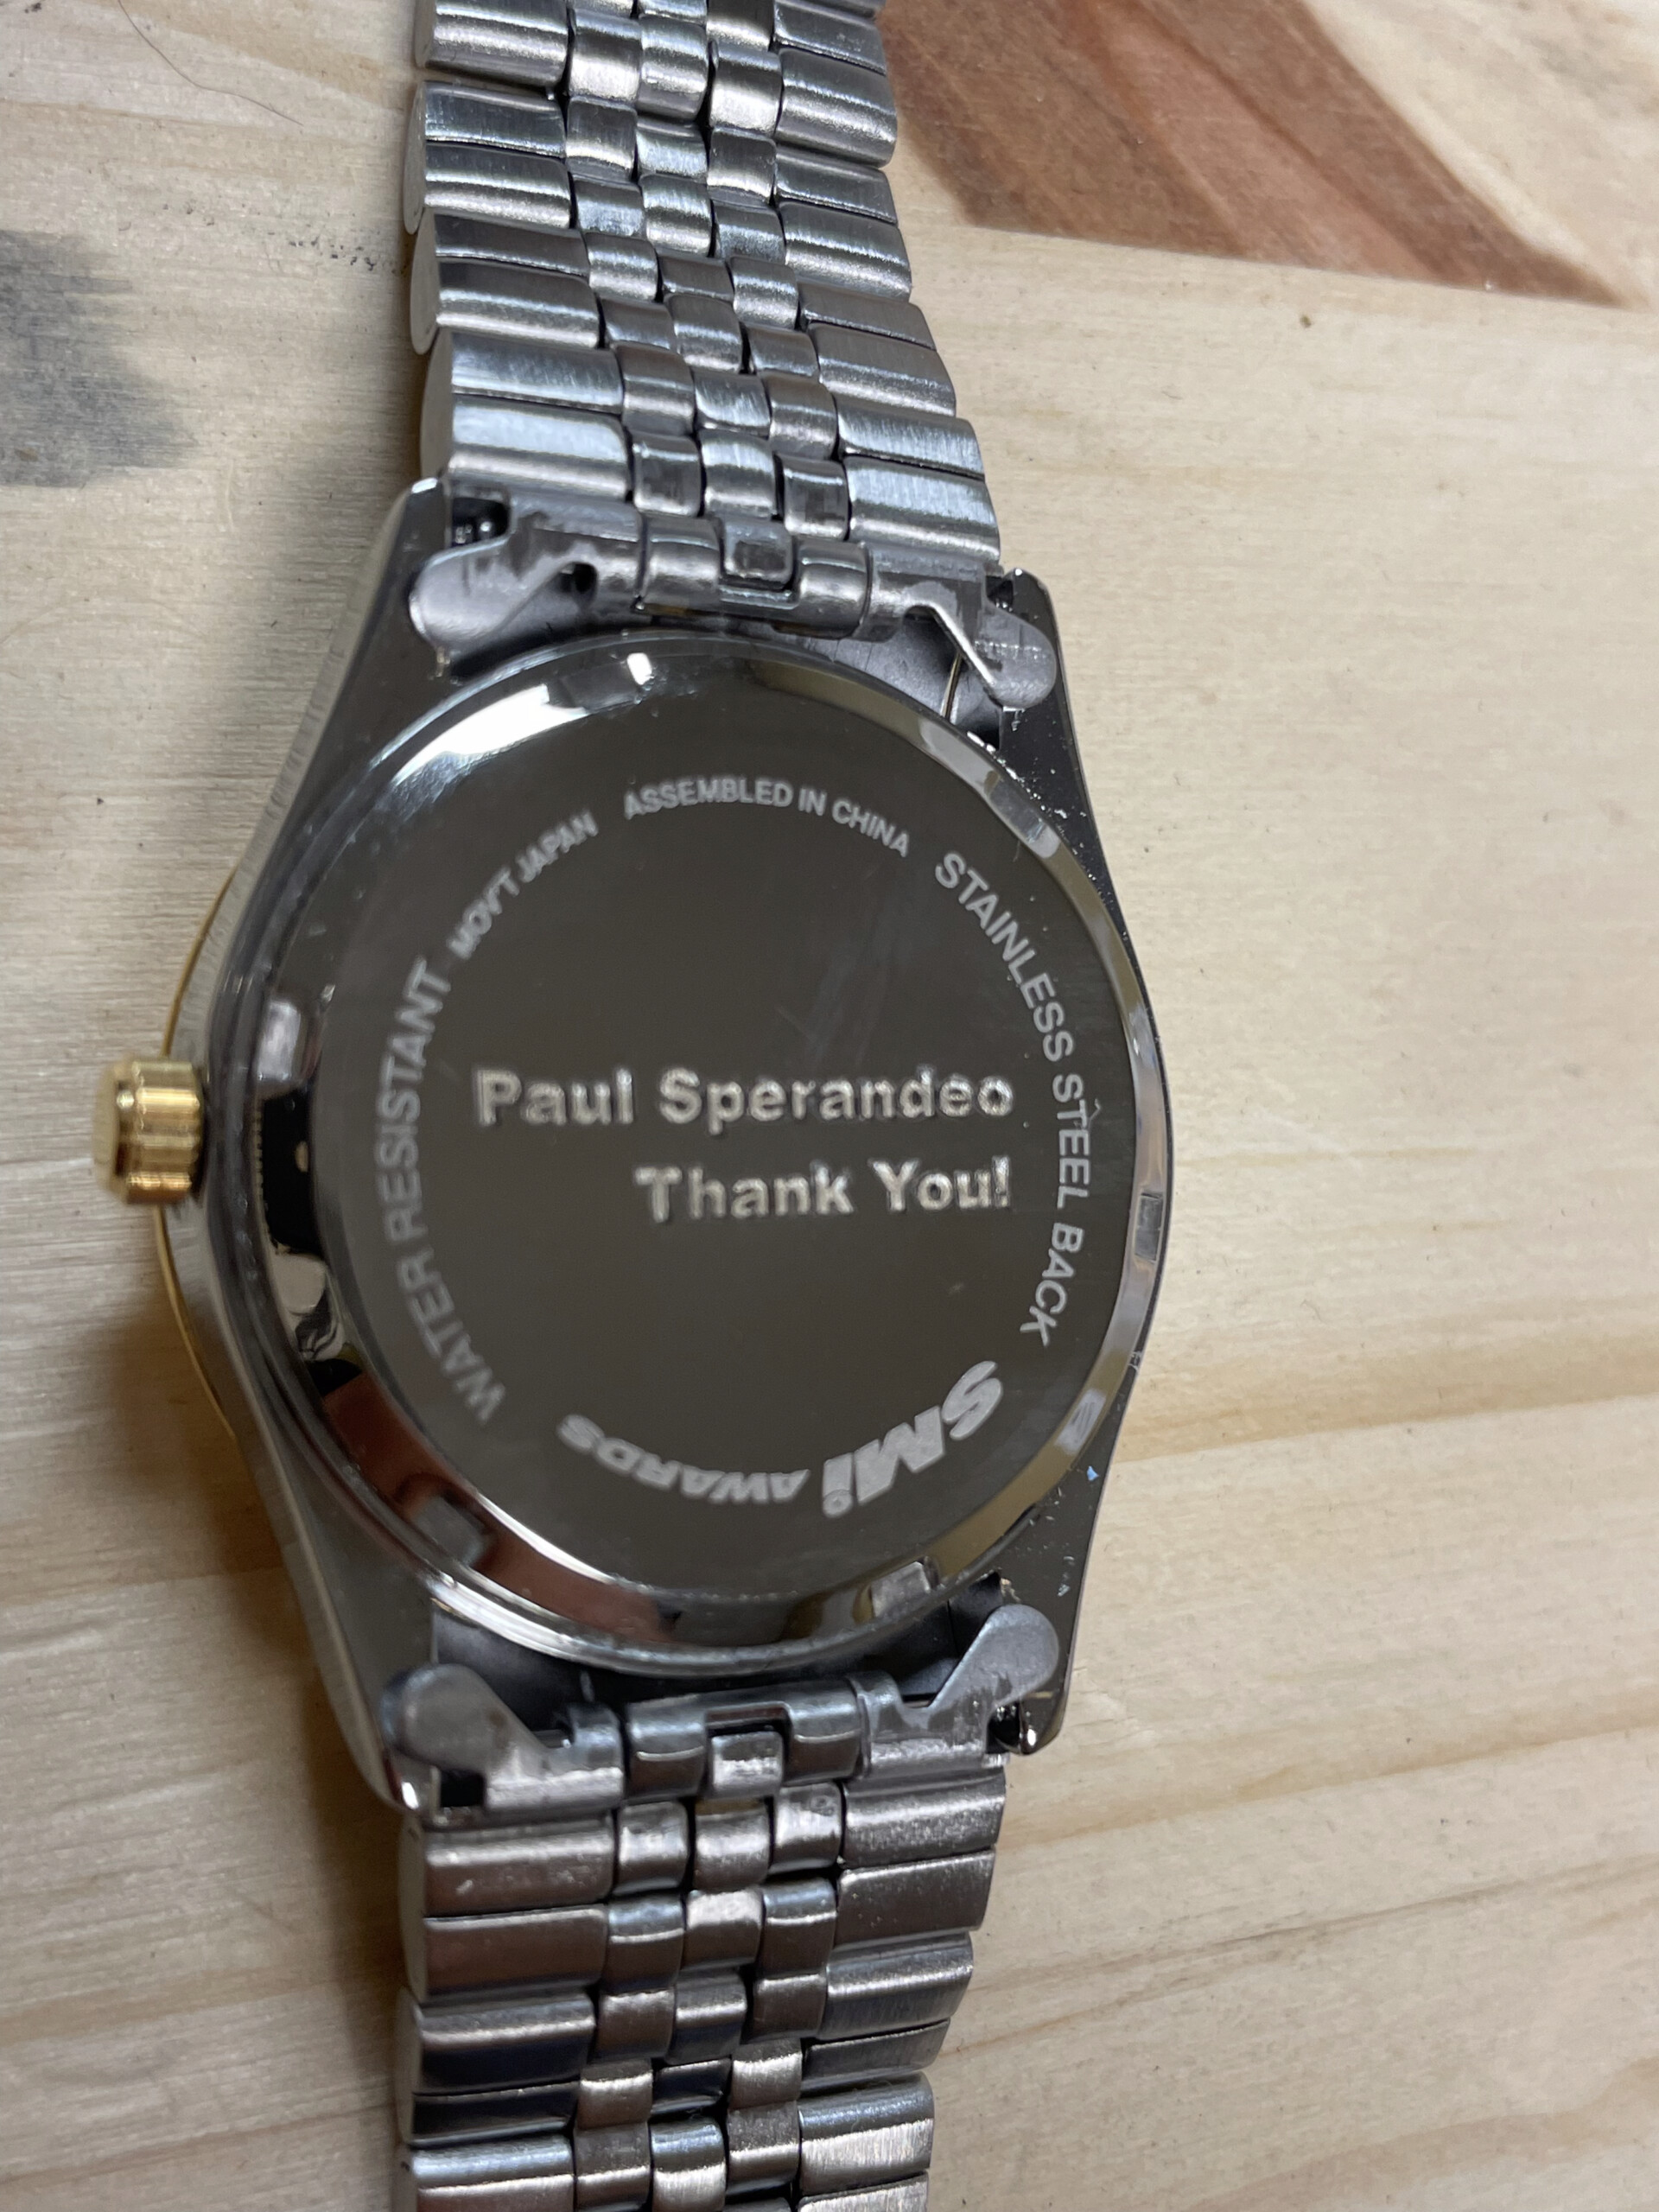 WATER RESISTANT
MOV'T JAPAN
ASSEMBLED IN CHINA
STAINLESS STEEL BACK
Paul Sperandeo
Thank You!
SMi AWARDS